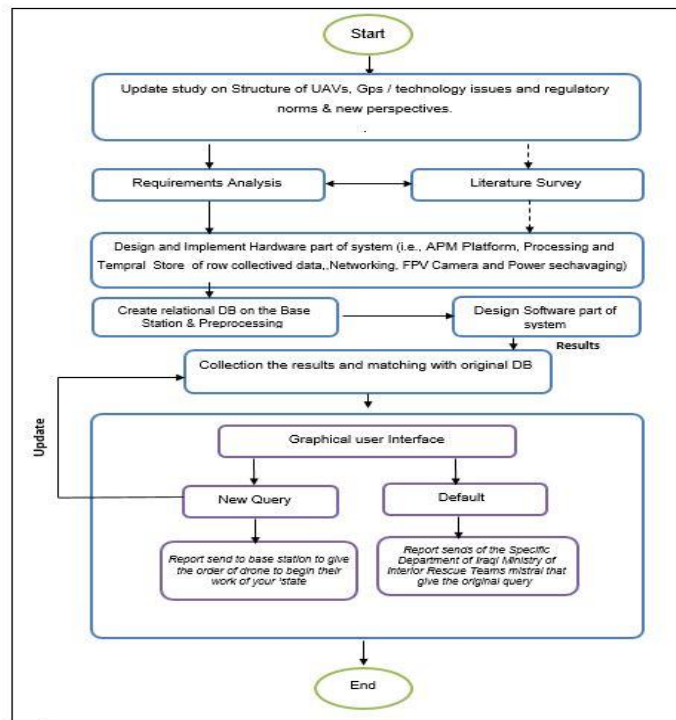 Start
Update study on Structure of UAVs, Gps / technology issues and regulatory
norms & new perspectives.
.
Requirements Analysis
Literature Survey
Design and Implement Hardware part of system (i.e., APM Platform, Processing and
Tempral Store of row collectived data,,Networking, FPV Camera and Power sechavaging)
Create relational DB on the Base
Station & Preprocessing
Design Software part of
system
Results
Collection the results and matching with original DB
Update
Graphical user Interface
New Query
Default
Report send to base station to give
the order of drone to begin their
work of your 'state
Report sends of the Specific
Department of Iraqi Ministry of
Interior Rescue Teams mistral that
give the original query
End